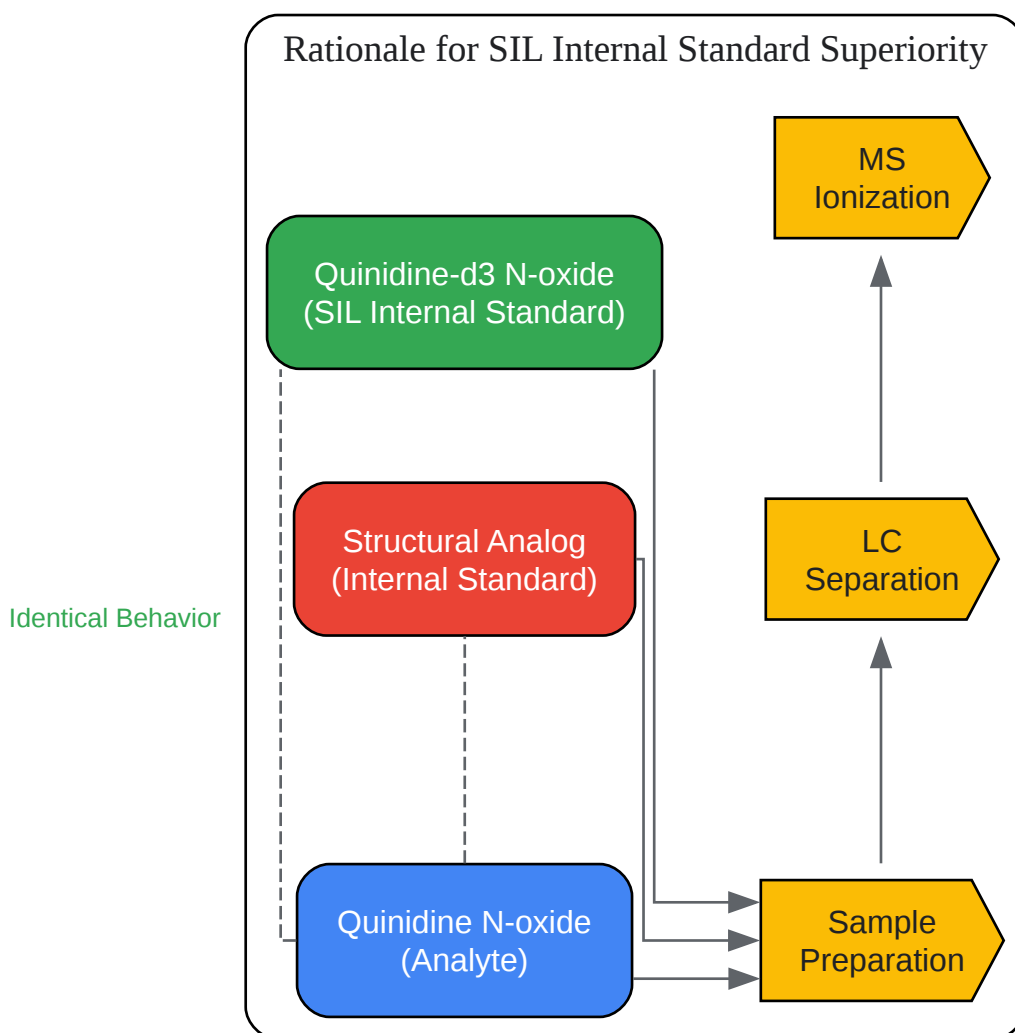 Rationale for SIL Internal Standard Superiority
MS
Ionization
Quinidine-d3 N-oxide
(SIL Internal Standard)
Structural Analog
(Internal Standard)
LC
Separation
Identical Behavior
Quinidine N-oxide
(Analyte)
Sample
Preparation